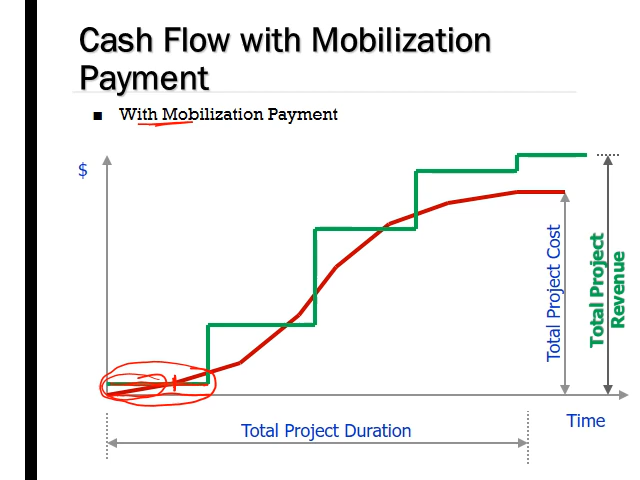 Cash Flow with Mobilization
Payment
■ With Mobilization Payment
$
Total Project Cost
Total Project
Revenue
Time
Total Project Duration